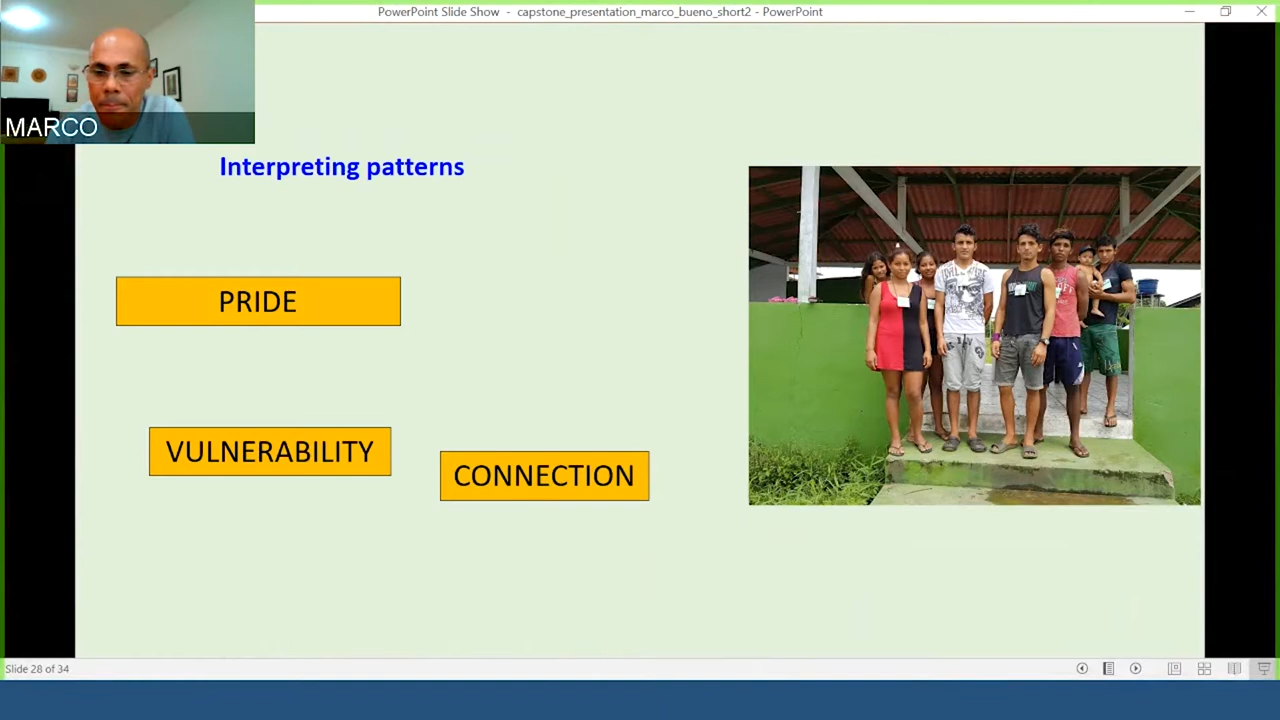 PowerPoint Slide Show - capstone_presentation_marco_bueno_short2 - PowerPoint
MARCO
Interpreting patterns
PRIDE
VULNERABILITY
CONNECTION
Slide 28 of 34